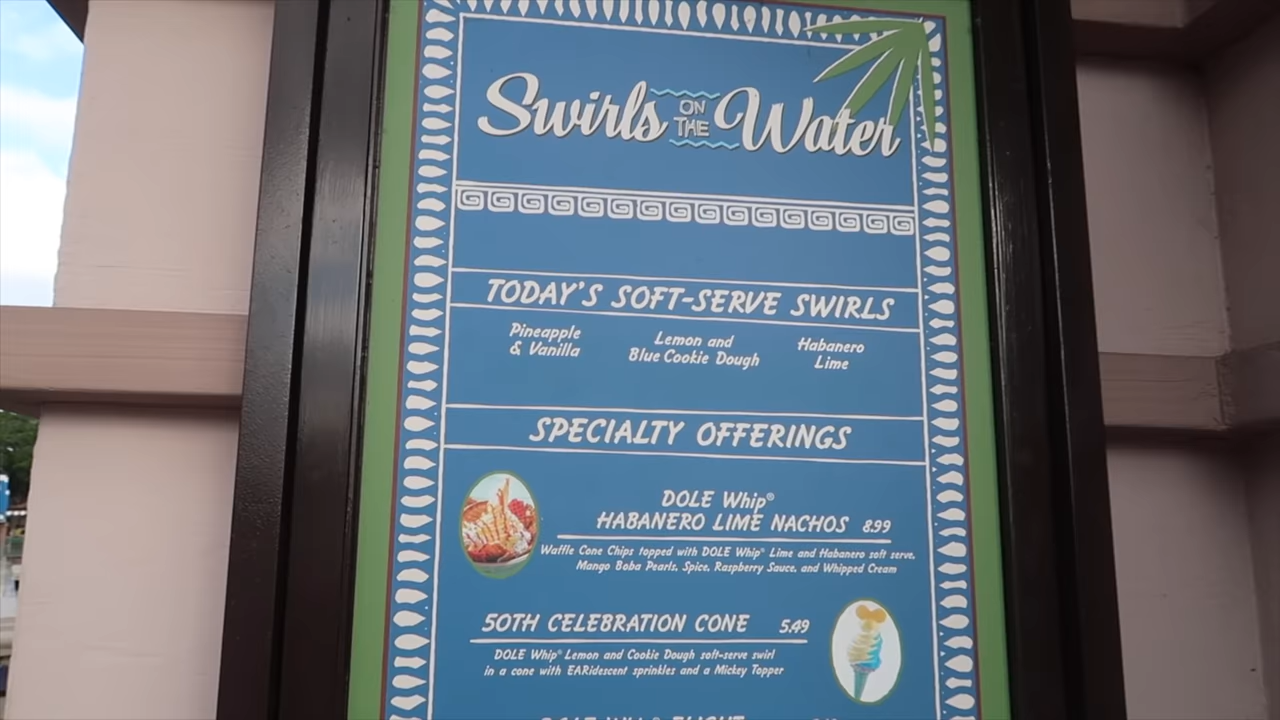 Swirls ON THE Water
TODAY'S SOFT-SERVE SWIRLS
Pineapple & Vanilla
Lemon and Blue Cookie Dough
Habanero Lime
SPECIALTY OFFERINGS
DOLE Whip®
HABANERO LIME NACHOS 8.99
Waffle Cone Chips topped with DOLE Whip® Lime and Habanero soft serve,
Mango Boba Pearls, Spice, Raspberry Sauce, and Whipped Cream
50TH CELEBRATION CONE 5.49
DOLE Whip® Lemon and Cookie Dough soft-serve swirl
in a cone with EARidescent sprinkles and a Mickey Topper